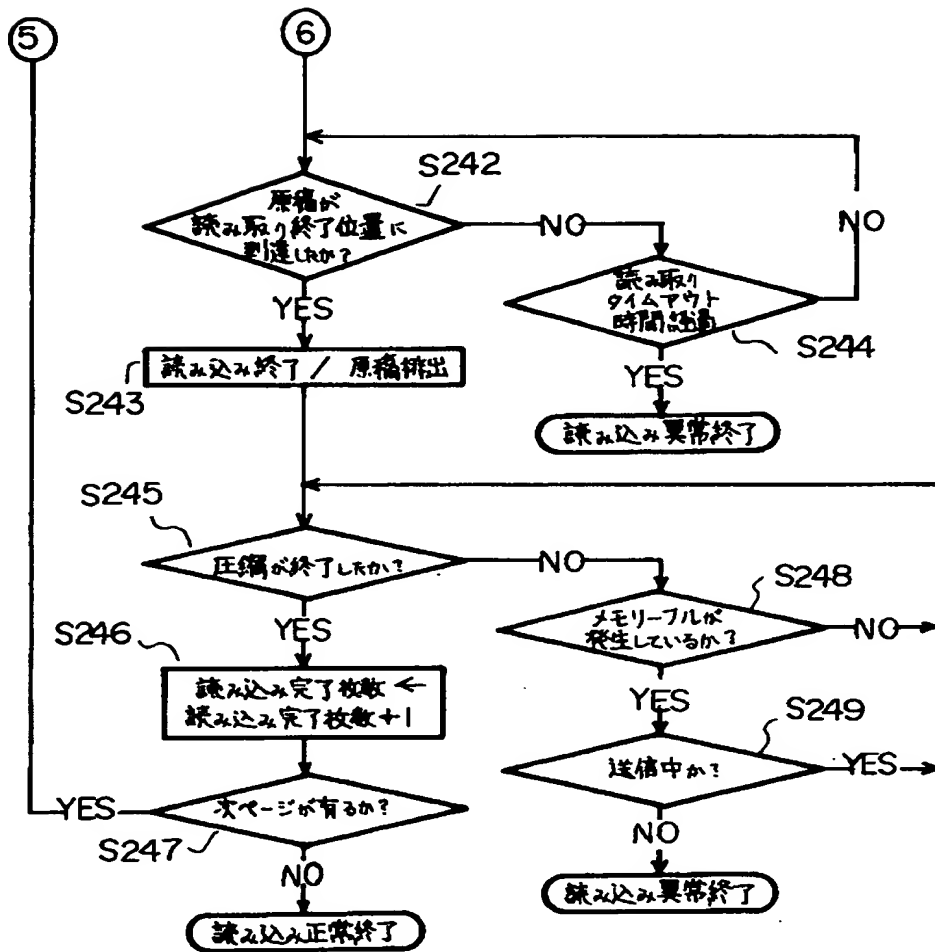 5
6
S242
原稿が
読み取り終了位置に
到達したか?
NO
NO
YES
読み取り
タイムアウト
時間経過
S244
S243
読み込み終了 / 原稿排出
YES
読み込み異常終了
S245
圧縮が終了したか?
NO
S248
メモリーフルが
発生しているか?
NO
S246
YES
読み込み完了枚数 ←
読み込み完了枚数+1
YES
S249
送信中か?
YES
YES
次ページが有るか?
S247
NO
NO
読み込み異常終了
読み込み正常終了